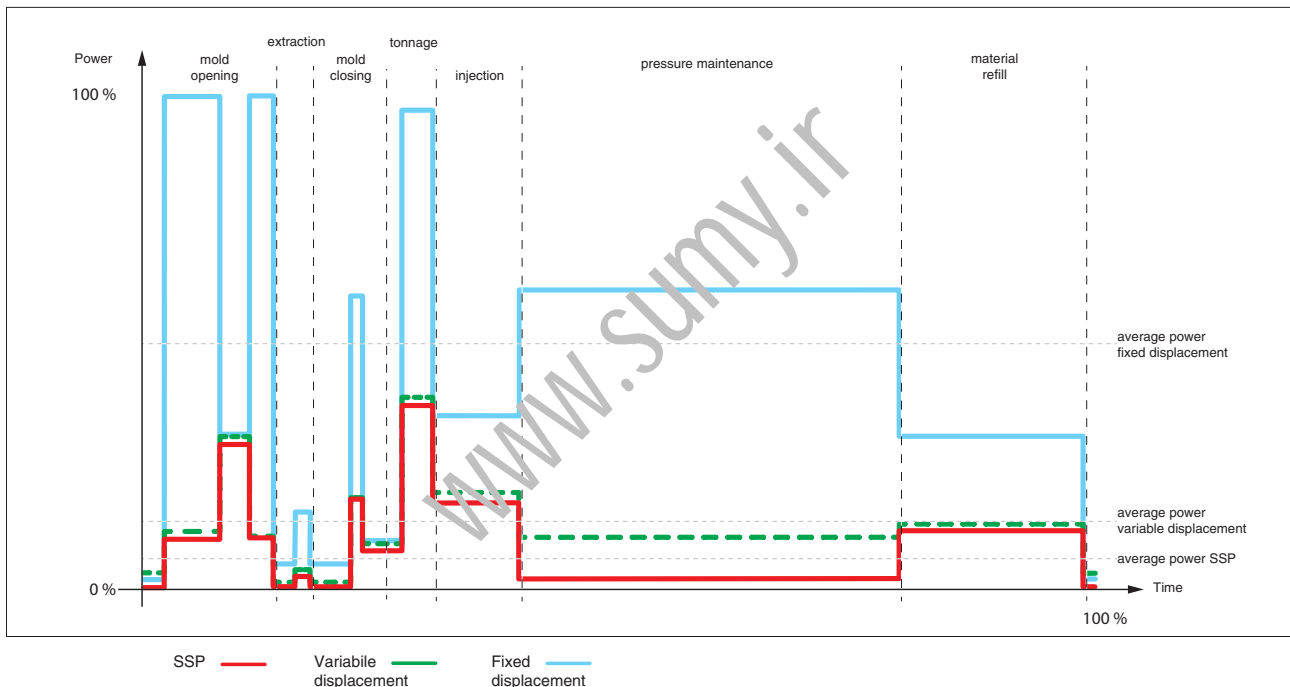 Power
mold
opening
extraction
mold
closing
tonnage
injection
pressure maintenance
material
refill
100 %
average power
fixed displacement
average power
variable displacement
average power SSP
0 %
Time
100 %
www.sumy.ir
SSP
Variabile
displacement
Fixed
displacement